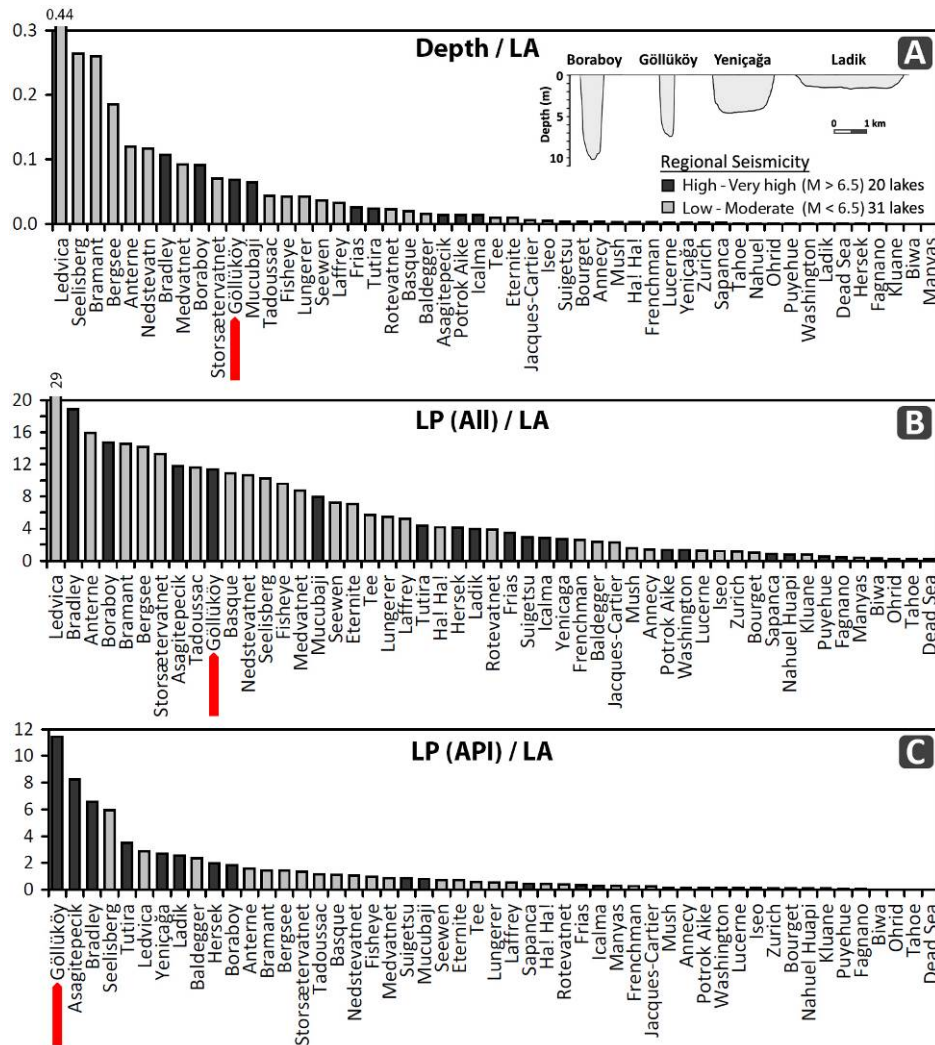 0.44
0.3
Depth / LA
A
Boraboy Göllüköy Yeniçağa Ladik
0
5
10
Depth (m)
0 1 km
Regional Seismicity
High - Very high (M > 6.5) 20 lakes
Low - Moderate (M < 6.5) 31 lakes
0.2
0.1
0.0
Ledvica
Seelisberg
Bramant
Bergsee
Anterne
Nedstevatn
Bradley
Medvatnet
Boraboy
Storsætervatnet
Göllüköy
Mucubaji
Tadoussac
Fisheye
Lungerer
Seewen
Laffrey
Frias
Tutira
Rotevatnet
Basque
Baldegger
Asagitepecik
Potrok Aike
Icalma
Tee
Eternite
Jacques-Cartier
Iseo
Suigetsu
Bourget
Annecy
Mush
Ha! Ha!
Frenchman
Lucerne
Yeniçağa
Zurich
Sapanca
Tahoe
Nahuel
Ohrid
Puyehue
Washington
Ladik
Dead Sea
Hersek
Fagnano
Kluane
Biwa
Manyas
29
LP (All) / LA
B
20
16
12
8
4
0
Ledvica
Bradley
Anterne
Boraboy
Bramant
Bergsee
Storsætervatnet
Asagitepecik
Tadoussac
Göllüköy
Basque
Nedstevatnet
Seelisberg
Fisheye
Medvatnet
Mucubaji
Seewen
Eternite
Tee
Lungerer
Laffrey
Tutira
Ha! Ha!
Hersek
Ladik
Rotevatnet
Frias
Suigetsu
Icalma
Yenicaga
Frenchman
Baldegger
Jacques-Cartier
Mush
Annecy
Potrok Aike
Washington
Lucerne
Iseo
Zurich
Bourget
Sapanca
Nahuel Huapi
Kluane
Puyehue
Fagnano
Manyas
Biwa
Ohrid
Tahoe
Dead Sea
LP (API) / LA
C
12
10
8
6
4
2
0
Göllüköy
Asagitepecik
Bradley
Seelisberg
Tutira
Ledvica
Yeniçağa
Ladik
Baldegger
Hersek
Boraboy
Anterne
Bramant
Bergsee
Storsætervatnet
Tadoussac
Basque
Nedstevatnet
Fisheye
Medvatnet
Suigetsu
Mucubaji
Seewen
Eternite
Tee
Lungerer
Laffrey
Sapanca
Ha! Ha!
Rotevatnet
Frias
Icalma
Manyas
Frenchman
Jacques-Cartier
Mush
Annecy
Potrok Aike
Washington
Lucerne
Iseo
Zurich
Bourget
Nahuel Huapi
Kluane
Puyehue
Fagnano
Biwa
Ohrid
Tahoe
Dead Sea